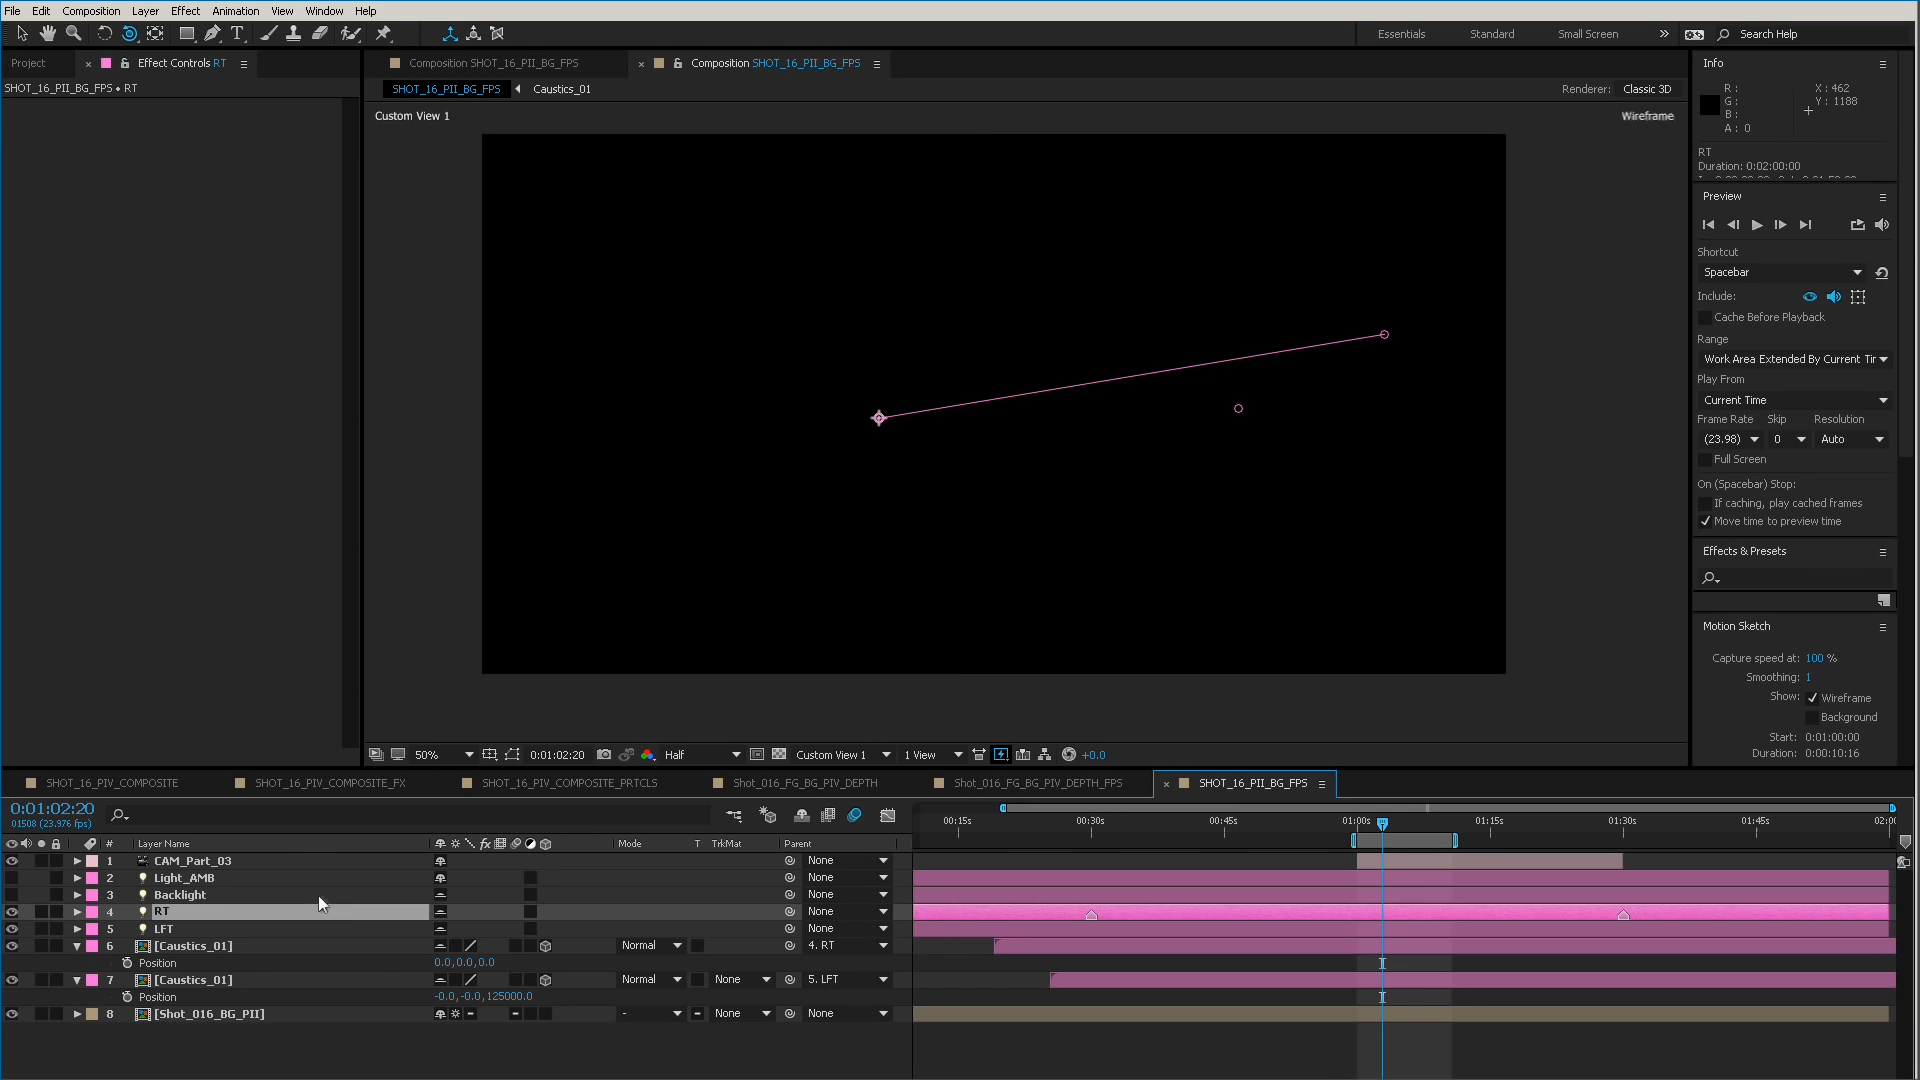 File Edit Composition Layer Effect Animation View Window Help
Essentials Standard Small Screen » Search Help
Project × Effect Controls RT
Composition SHOT_16_PII_BG_FPS × Composition SHOT_16_PII_BG_FPS
Info
SHOT_16_PII_BG_FPS • RT
SHOT_16_PII_BG_FPS Caustics_01
Renderer: Classic 3D
R : X : 462
G : Y : 1188
B :
A : 0
Custom View 1
Wireframe
RT
Duration: 0:02:00:00
Preview
Shortcut
Spacebar
Include:
Cache Before Playback
Range
Work Area Extended By Current Tir
Play From
Current Time
Frame Rate Skip Resolution
(23.98) 0 Auto
Full Screen
On (Spacebar) Stop:
If caching, play cached frames
Move time to preview time
Effects & Presets
Motion Sketch
Capture speed at: 100 %
Smoothing: 1
Show: Wireframe
Background
Start: 0:01:00:00
Duration: 0:00:10:16
50% 0:01:02:20 Half Custom View 1 1 View +0.0
SHOT_16_PIV_COMPOSITE SHOT_16_PIV_COMPOSITE_FX SHOT_16_PIV_COMPOSITE_PRTCLS Shot_016_FG_BG_PIV_DEPTH Shot_016_FG_BG_PIV_DEPTH_FPS × SHOT_16_PII_BG_FPS
0:01:02:20
01508 (23.976 fps)
00:15s 00:30s 00:45s 01:00s 01:15s 01:30s 01:45s 02:00
# Layer Name Mode T TrkMat Parent
1 CAM_Part_03 None
2 Light_AMB None
3 Backlight None
4 RT None
5 LFT None
6 [Caustics_01] Normal 4. RT
Position 0.0,0.0,0.0
7 [Caustics_01] Normal None 5. LFT
Position -0.0,-0.0,125000.0
8 [Shot_016_BG_PII] - None None